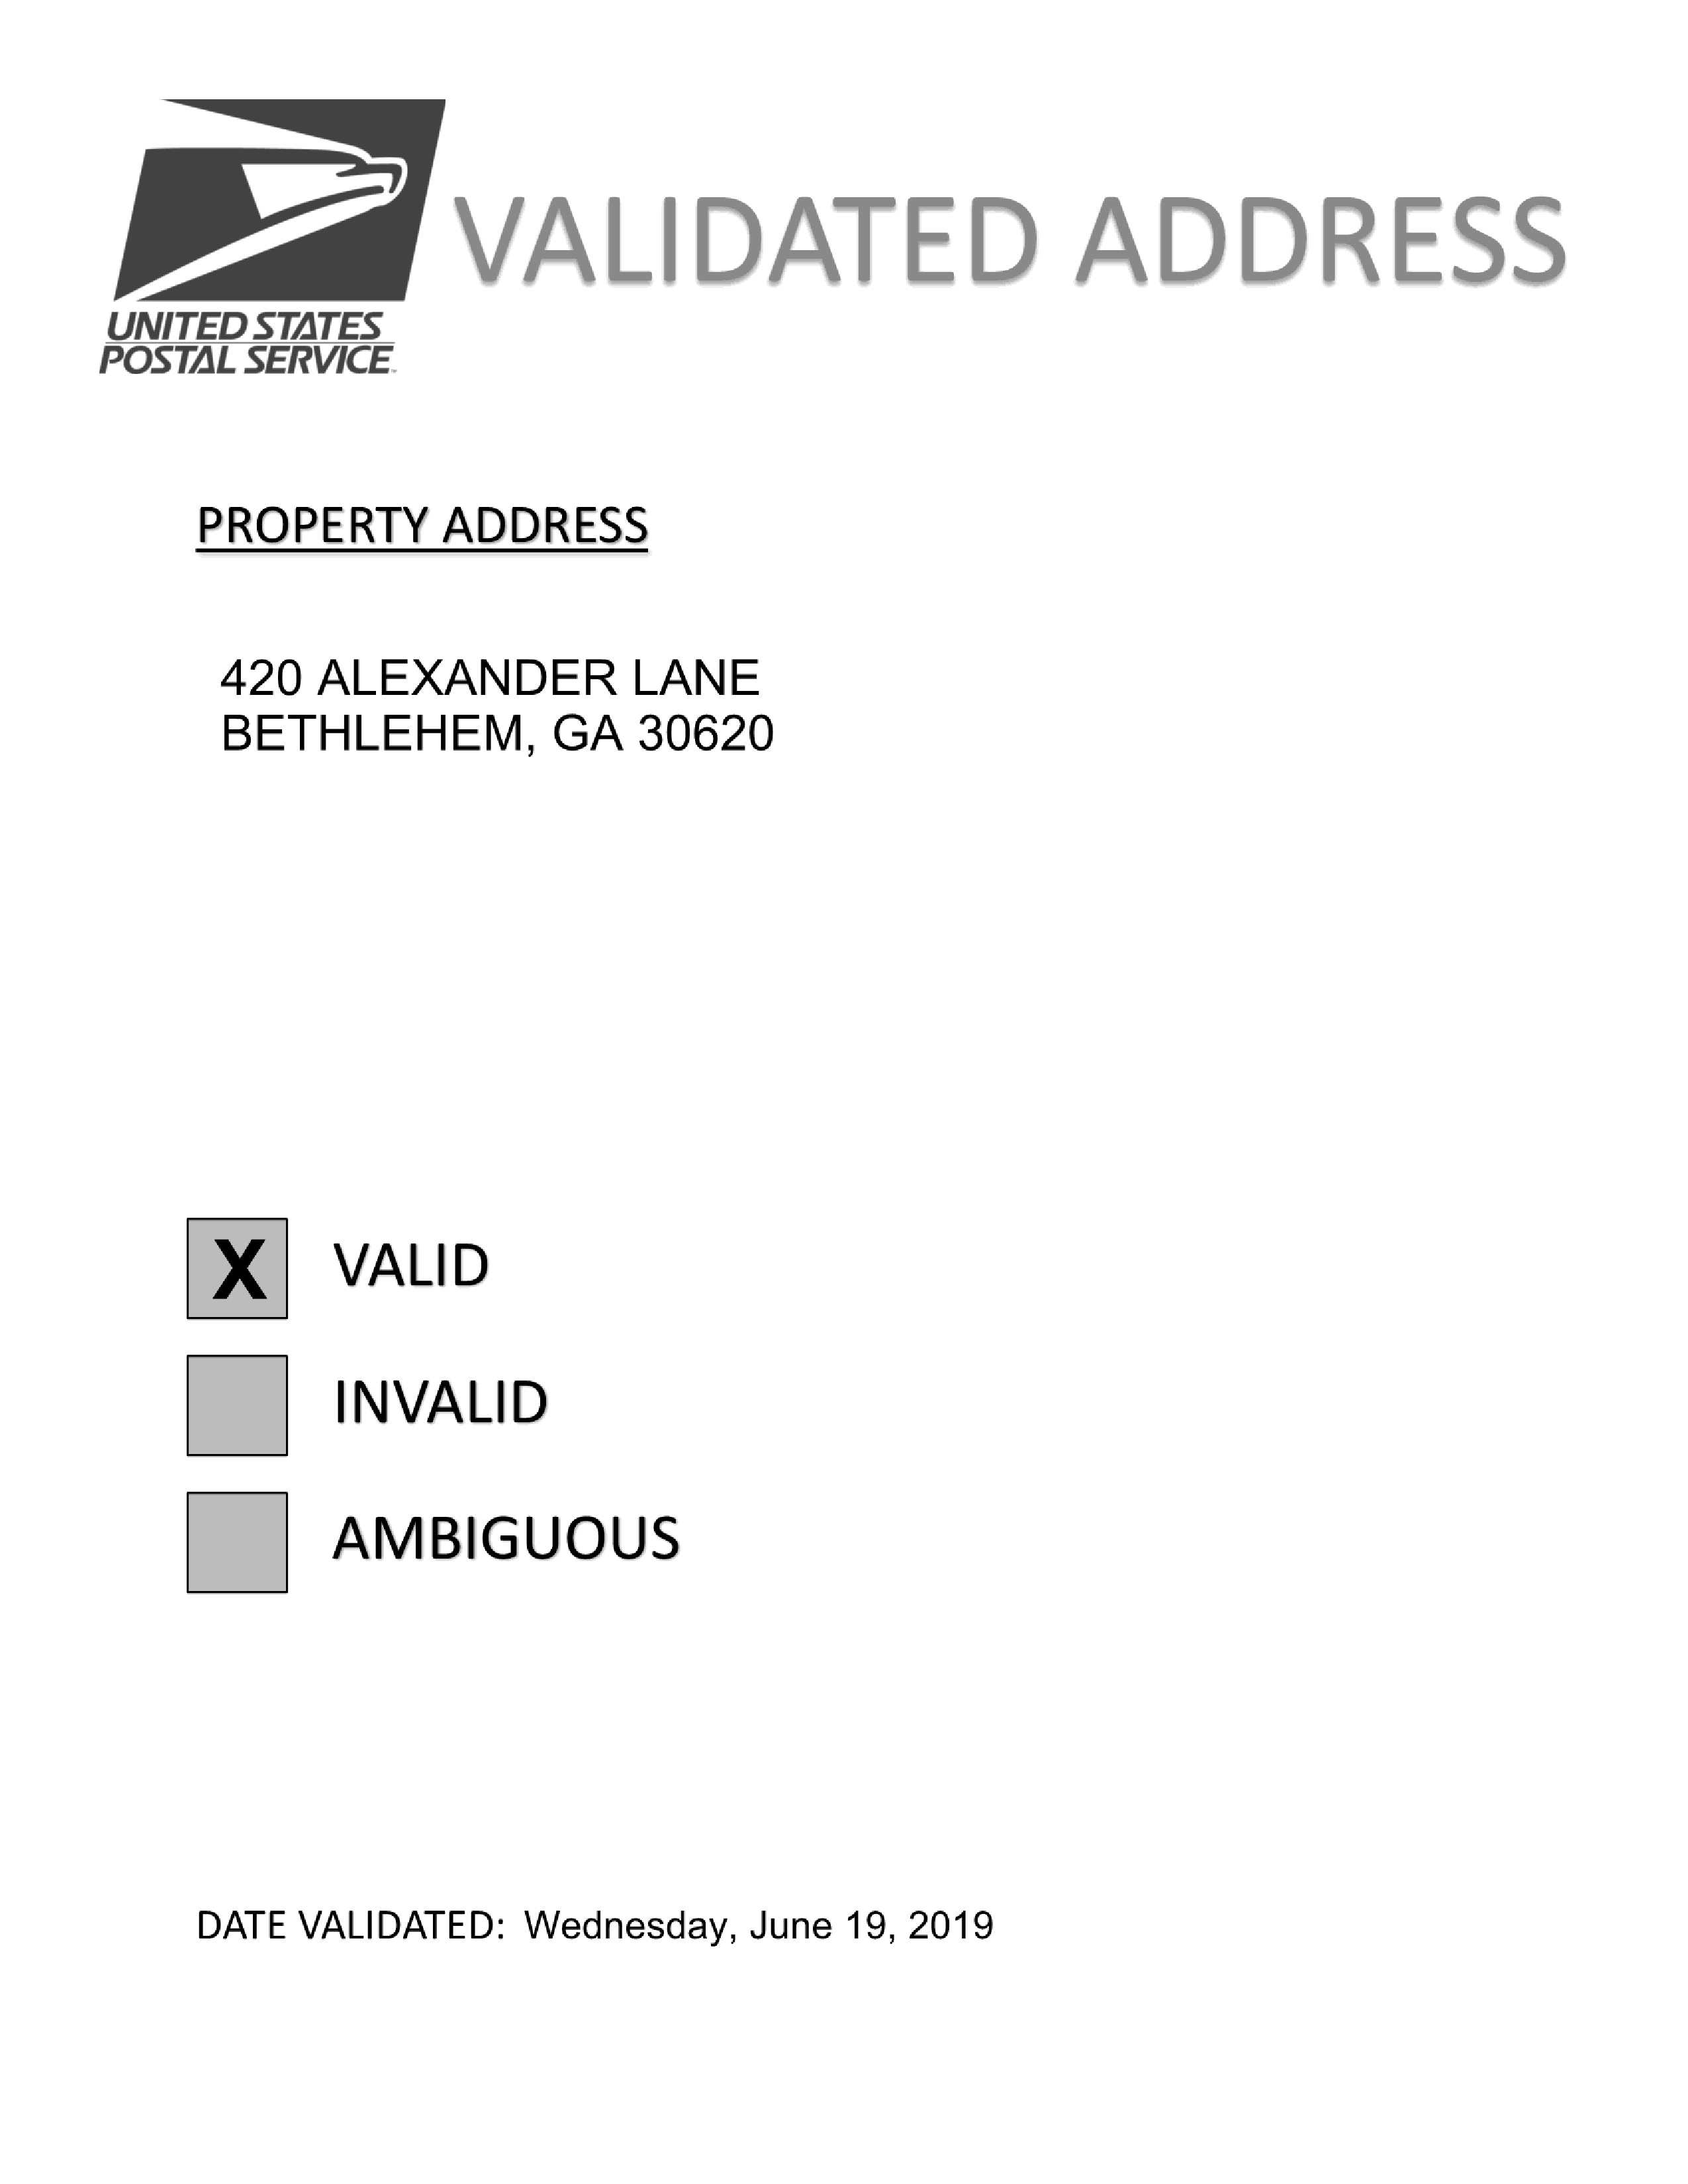 VALIDATED ADDRESS
UNITED STATES
POSTAL SERVICE™
PROPERTY ADDRESS
420 ALEXANDER LANE
BETHLEHEM, GA 30620
X VALID
INVALID
AMBIGUOUS
DATE VALIDATED: Wednesday, June 19, 2019